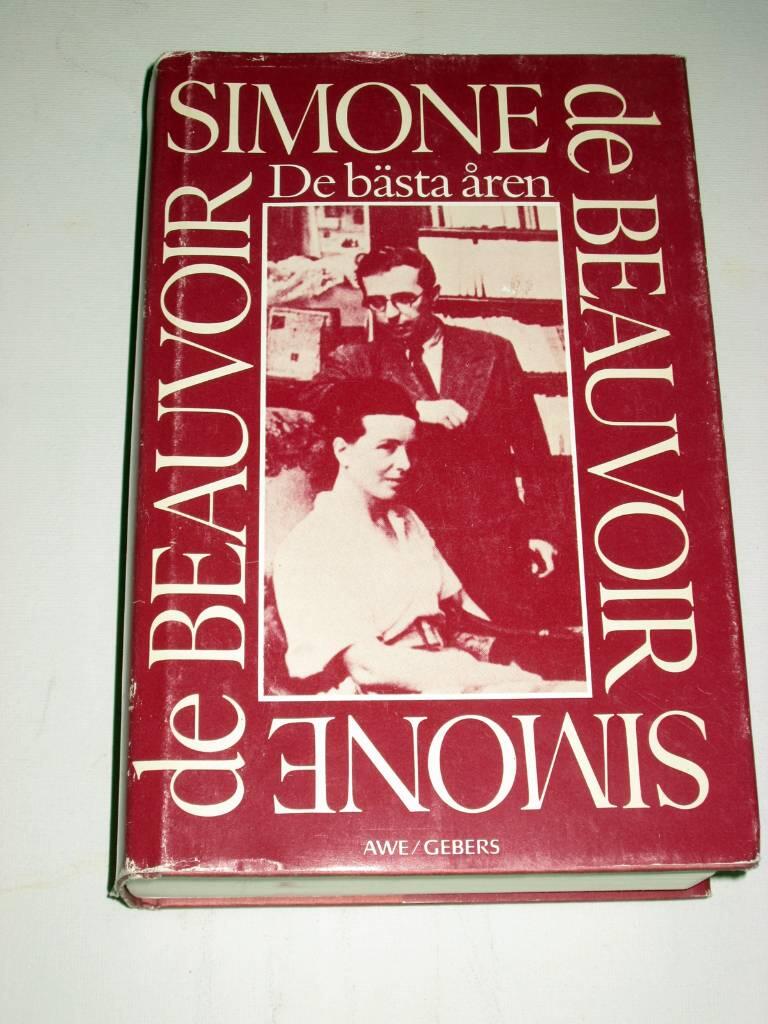 SIMONE
de BEAUVOIR
De bästa åren
SIMONE
de BEAUVOIR
AWE/GEBERS